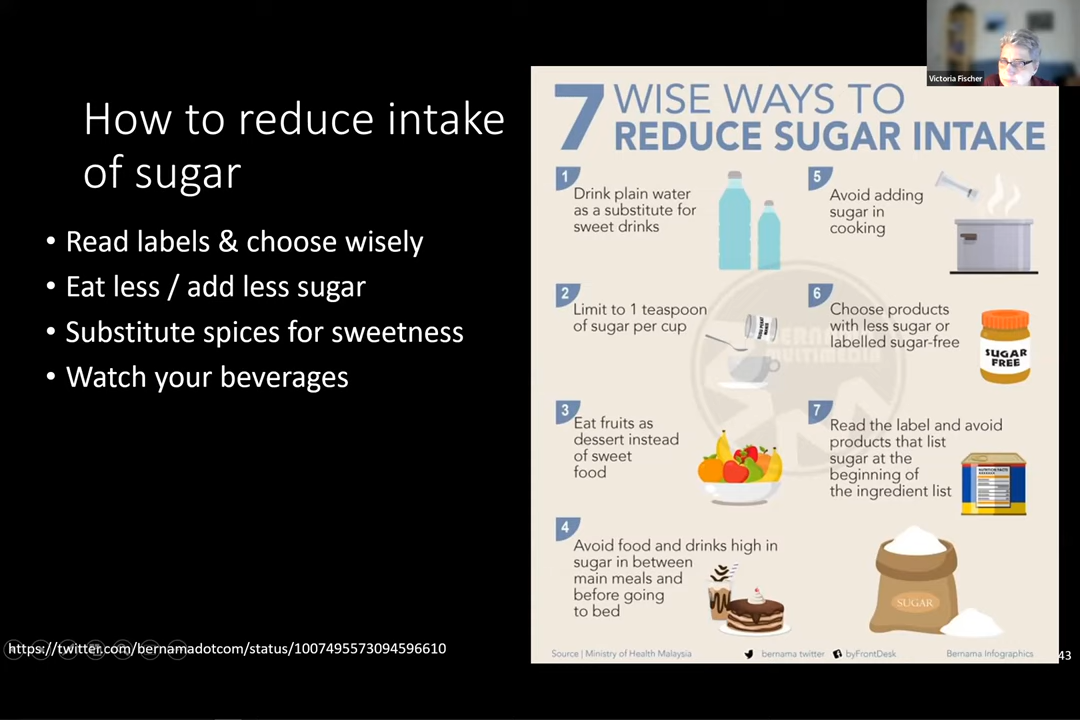 Victoria Fischer
How to reduce intake
of sugar
• Read labels & choose wisely
• Eat less / add less sugar
• Substitute spices for sweetness
• Watch your beverages
https://twitter.com/bernamadotcom/status/1007495573094596610
7 WISE WAYS TO
REDUCE SUGAR INTAKE
1
Drink plain water
as a substitute for
sweet drinks
2
Limit to 1 teaspoon
of sugar per cup
3
Eat fruits as
dessert instead
of sweet
food
4
Avoid food and drinks high in
sugar in between
main meals and
before going
to bed
5
Avoid adding
sugar in
cooking
6
Choose products
with less sugar or
labelled sugar-free
SUGAR
FREE
7
Read the label and avoid
products that list
sugar at the
beginning of
the ingredient list
NUTRITION FACTS
SUGAR
BERNAMA
MULTIMEDIA
Source | Ministry of Health Malaysia
bernama twitter
byFrontDesk
Bernama Infographics
43